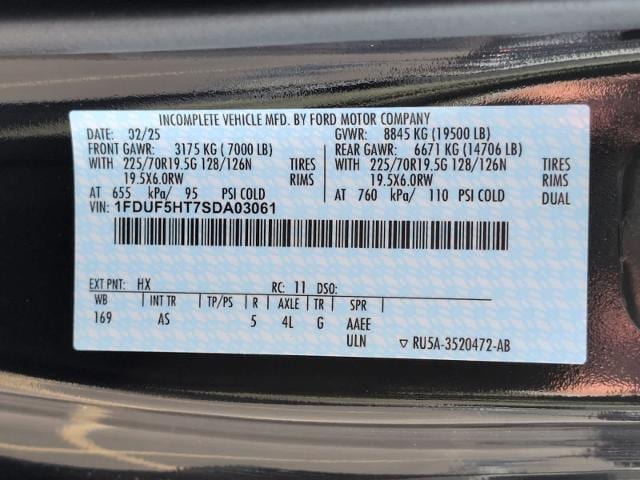 INCOMPLETE VEHICLE MFD. BY FORD MOTOR COMPANY
DATE: 02/25 GVWR: 8845 KG (19500 LB)
FRONT GAWR: 3175 KG ( 7000 LB) REAR GAWR: 6671 KG (14706 LB)
WITH 225/70R19.5G 128/126N TIRES WITH 225/70R19.5G 128/126N TIRES
19.5X6.0RW RIMS 19.5X6.0RW RIMS
AT 655 kPa/ 95 PSI COLD AT 760 kPa/ 110 PSI COLD DUAL
VIN: 1FDUF5HT7SDA03061
EXT PNT: HX RC: 11 DSO:
WB INT TR TP/PS R AXLE TR SPR
169 AS 5 4L G AAEE
ULN ▽ RU5A-3520472-AB